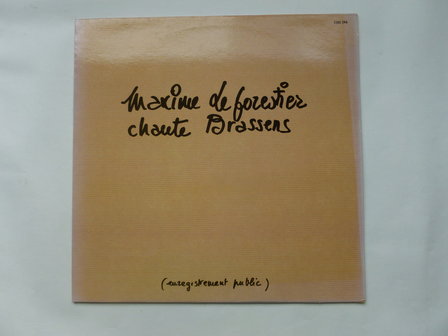 maxime le forestier
chante Brassens
(enregistrement public)